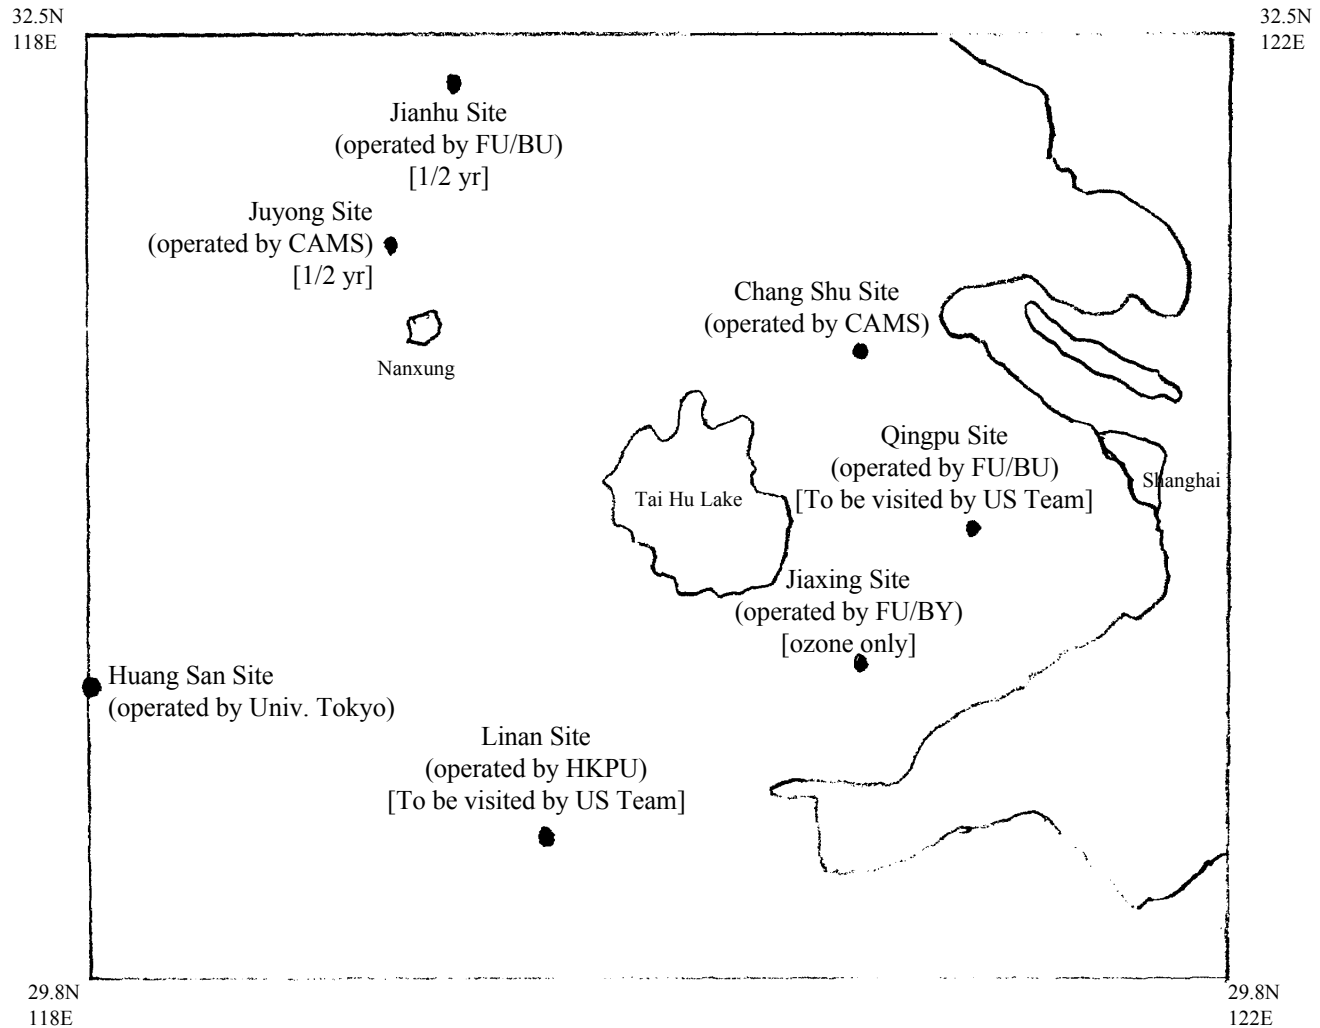 32.5N
118E
32.5N
122E
Jianhu Site
(operated by FU/BU)
[1/2 yr]
Juyong Site
(operated by CAMS)
[1/2 yr]
Chang Shu Site
(operated by CAMS)
Nanxung
Qingpu Site
(operated by FU/BU)
[To be visited by US Team]
Shanghai
Tai Hu Lake
Jiaxing Site
(operated by FU/BY)
[ozone only]
Huang San Site
(operated by Univ. Tokyo)
Linan Site
(operated by HKPU)
[To be visited by US Team]
29.8N
118E
29.8N
122E